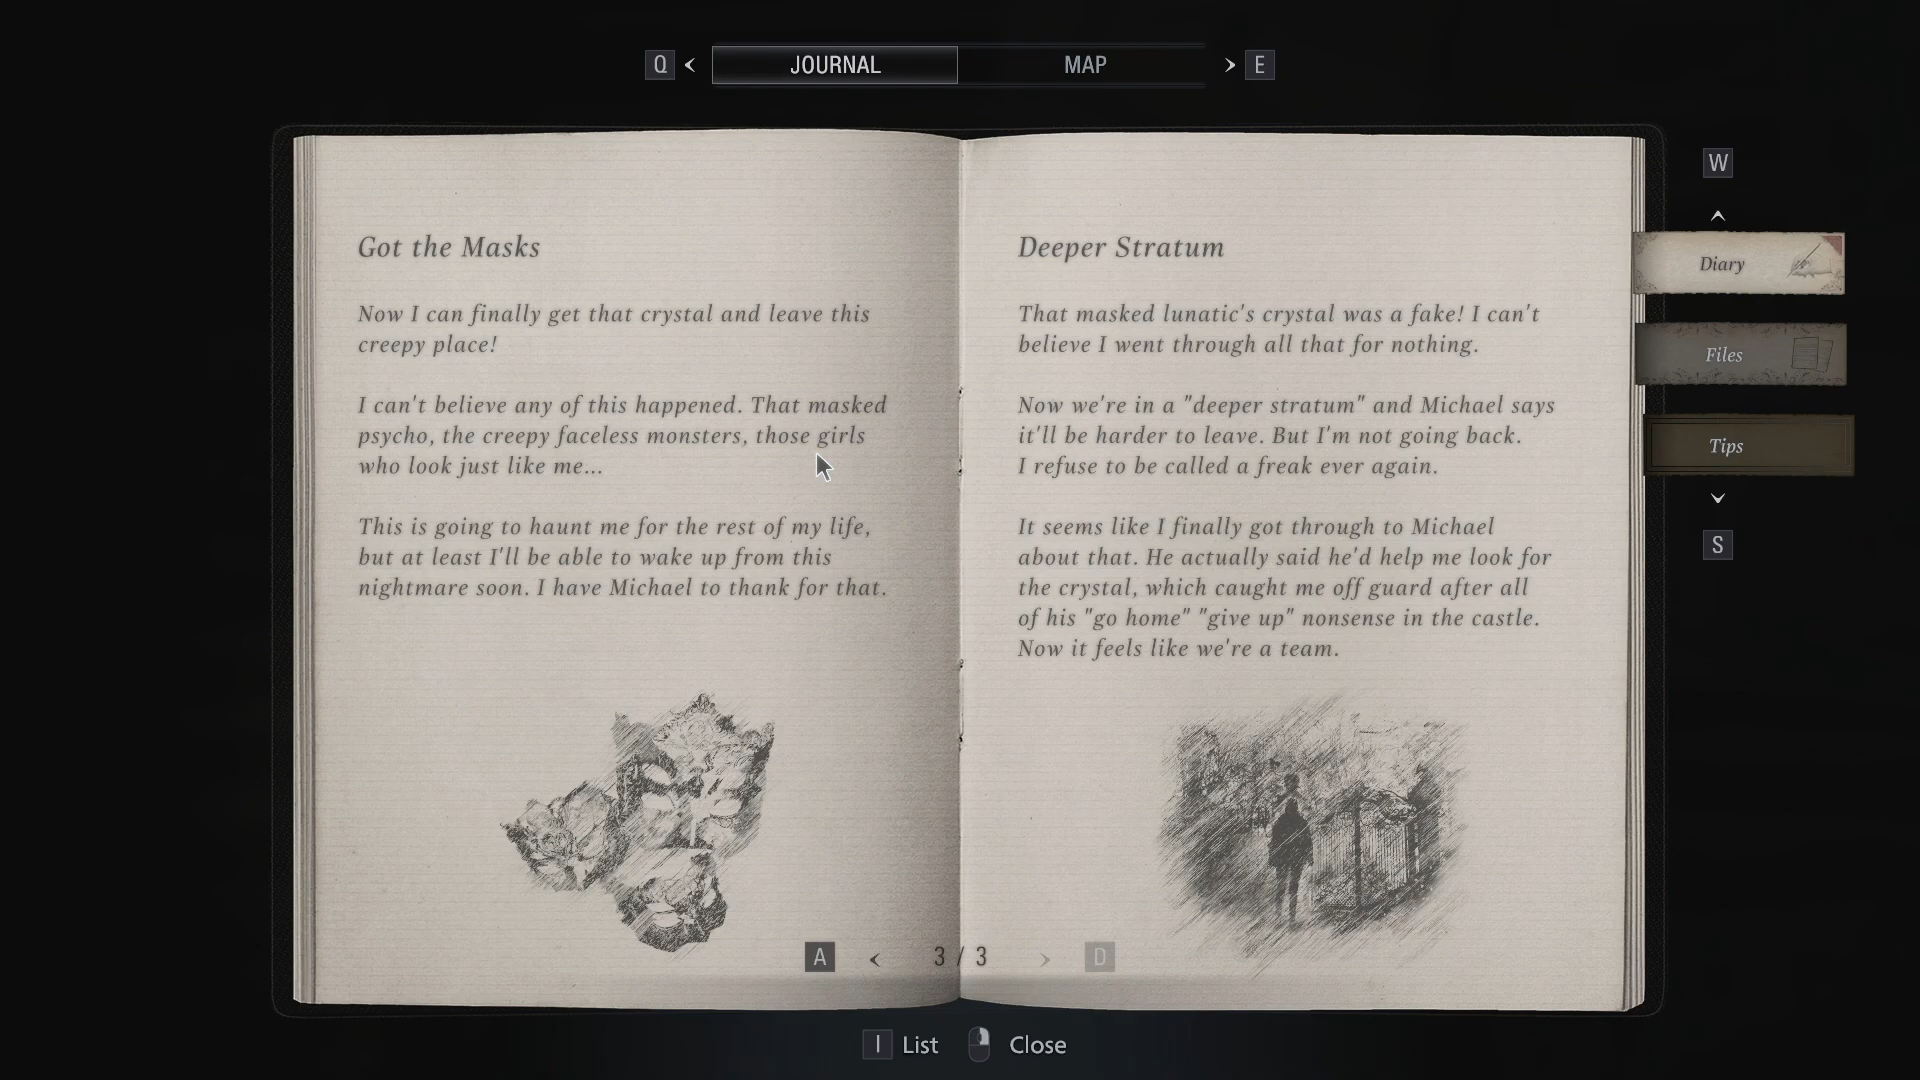 Q
JOURNAL
MAP
E
Got the Masks
Now I can finally get that crystal and leave this
creepy place!
I can't believe any of this happened. That masked
psycho, the creepy faceless monsters, those girls
who look just like me...
This is going to haunt me for the rest of my life,
but at least I'll be able to wake up from this
nightmare soon. I have Michael to thank for that.
Deeper Stratum
That masked lunatic's crystal was a fake! I can't
believe I went through all that for nothing.
Now we're in a "deeper stratum" and Michael says
it'll be harder to leave. But I'm not going back.
I refuse to be called a freak ever again.
It seems like I finally got through to Michael
about that. He actually said he'd help me look for
the crystal, which caught me off guard after all
of his "go home" "give up" nonsense in the castle.
Now it feels like we're a team.
W
Diary
Files
Tips
S
A
3 / 3
D
I List
Close